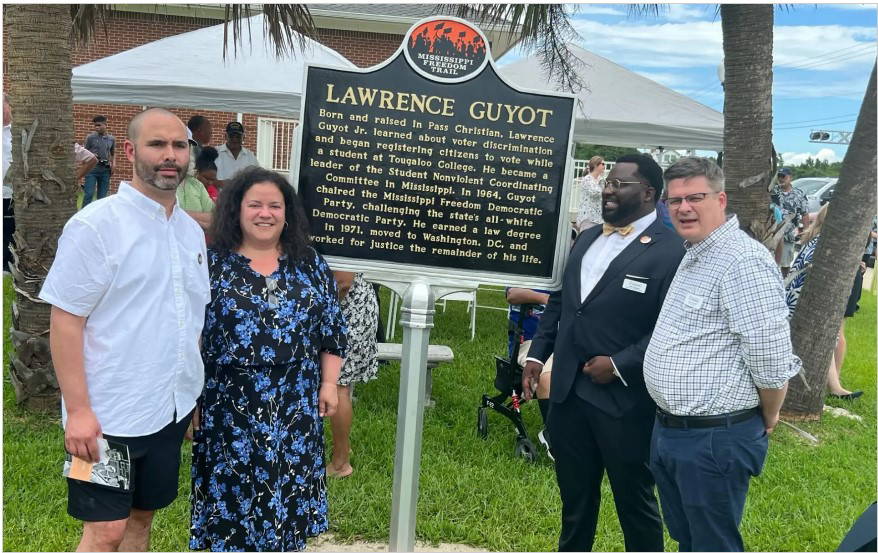 MISSISSIPPI
FREEDOM
TRAIL
LAWRENCE GUYOT
Born and raised in Pass Christian, Lawrence
Guyot Jr. learned about voter discrimination
and began registering citizens to vote while
a student at Tougaloo College. He became a
leader of the Student Nonviolent Coordinating
Committee in Mississippi. In 1964, Guyot
chaired the Mississippi Freedom Democratic
Party, challenging the state's all-white
Democratic Party. He earned a law degree
in 1971, moved to Washington, DC, and
worked for justice the remainder of his life.